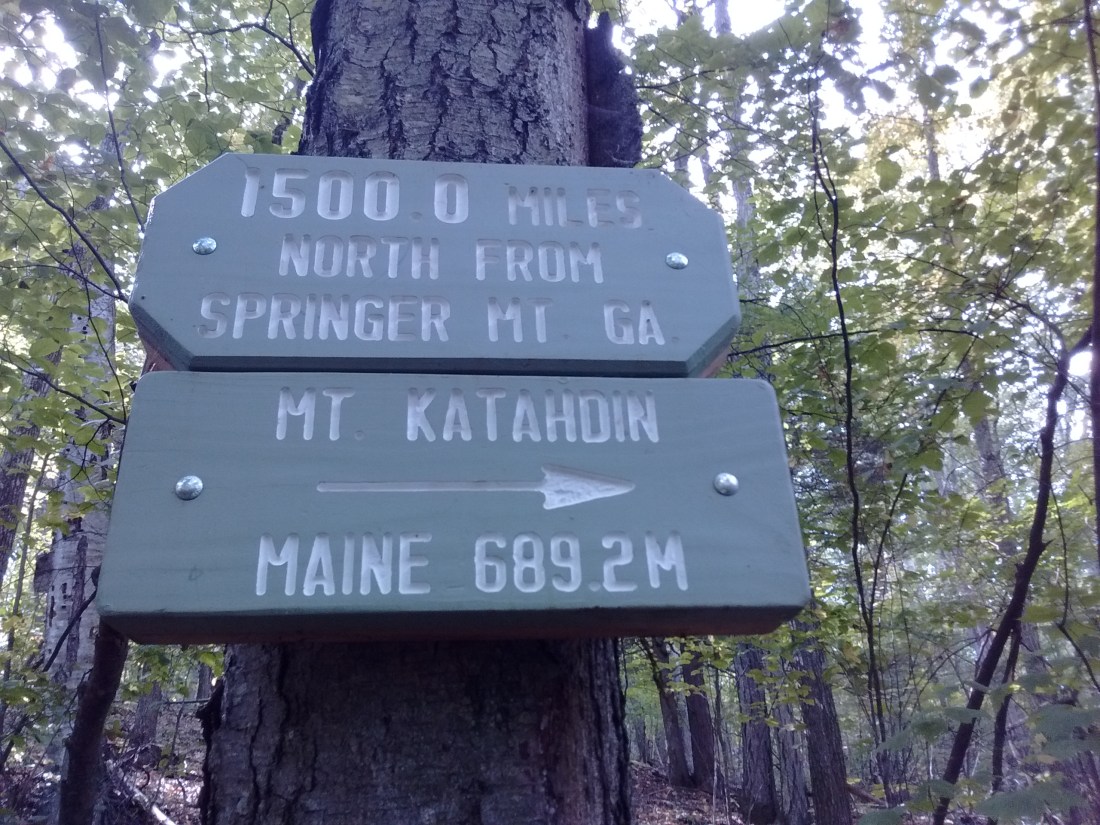 1500.0 MILES
NORTH FROM
SPRINGER MT. GA.
MT. KATAHDIN
MAINE 689.2M